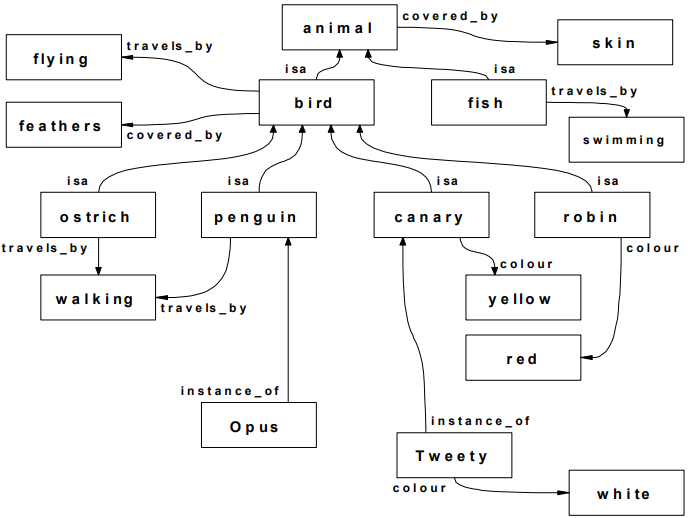 animal
covered_by
skin
flying
travels_by
isa
isa
bird
fish
travels_by
feathers
covered_by
swimming
isa
isa
isa
isa
ostrich
penguin
canary
robin
travels_by
colour
colour
walking
travels_by
yellow
red
instance_of
Opus
instance_of
Tweety
colour
white